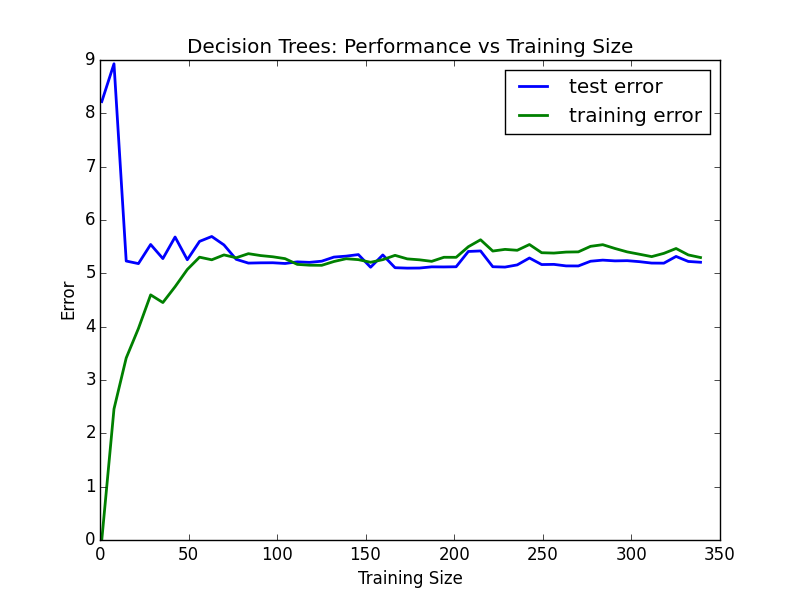 Decision Trees: Performance vs Training Size
9
8
7
6
5
4
3
2
1
0
Error
test error
training error
0 50 100 150 200 250 300 350
Training Size